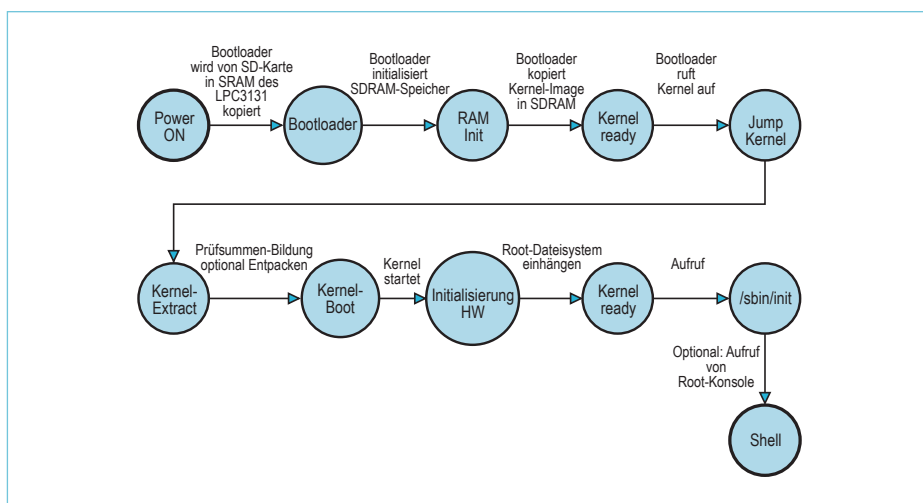 Bootloader
wird von SD-Karte
in SRAM des
LPC3131
kopiert
Bootloader
initialisiert
SDRAM-Speicher
Bootloader
kopiert
Kernel-Image
in SDRAM
Bootloader
ruft
Kernel auf
Power
ON
Bootloader
RAM
Init
Kernel
ready
Jump
Kernel
Prüfsummen-Bildung
optional Entpacken
Kernel
startet
Root-Dateisystem
einhängen
Aufruf
Kernel-
Extract
Kernel-
Boot
Initialisierung
HW
Kernel
ready
/sbin/init
Optional: Aufruf
von
Root-Konsole
Shell